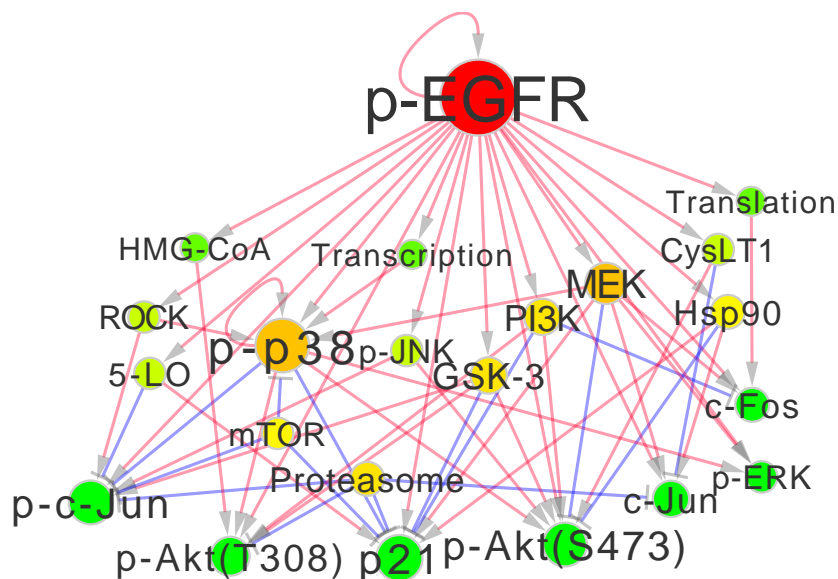 p-EGFR
Translation
HMG-CoA
Transcription
CysLT1
MEK
ROCK
PI3K
Hsp90
p-p38
p-JNK
5-LO
GSK-3
c-Fos
mTOR
Proteasome
p-ERK
p-c-Jun
c-Jun
p-Akt(T308)
p21
p-Akt(S473)